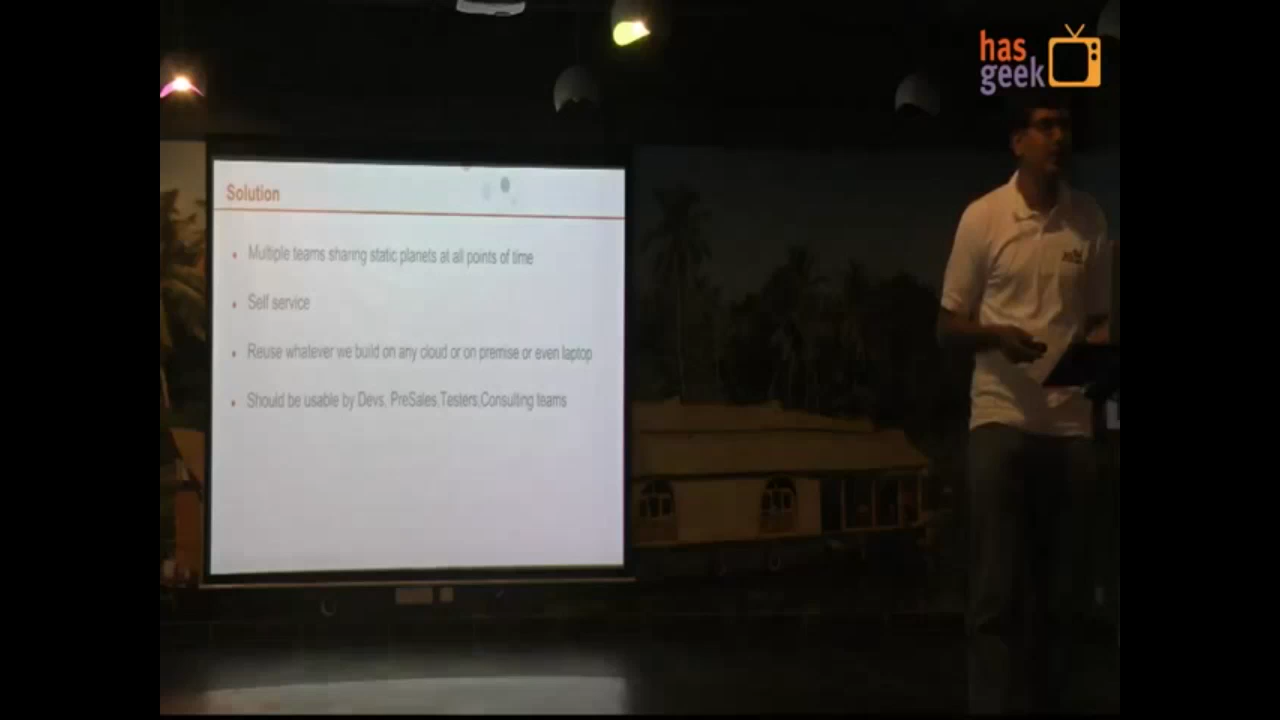 has
geek
Solution
Multiple teams sharing static planets at all points of time
Self service
Reuse whatever we build on any cloud or on premise or even laptop
Should be usable by Devs, PreSales,Testers,Consulting teams